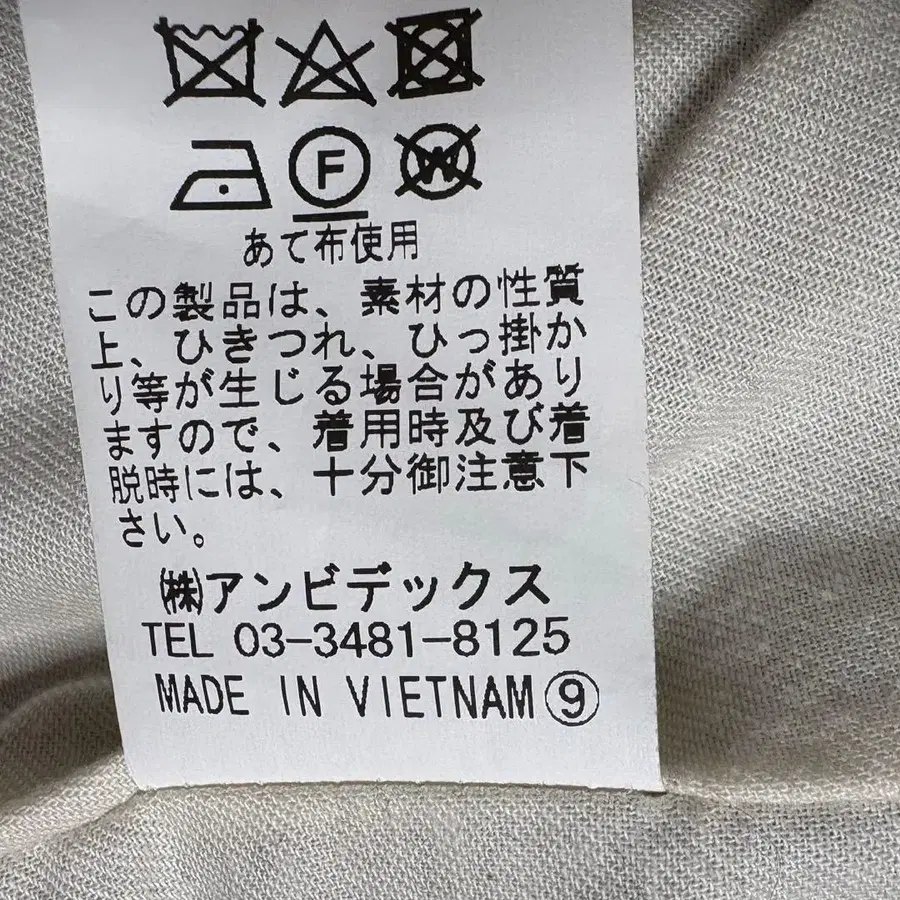 F W
あて布使用
この製品は、素材の性質
上、ひきつれ、ひっ掛か
り等が生じる場合があり
ますので、着用時及び着
脱時には、十分御注意下
さい。
㈱アンビデックス
TEL 03-3481-8125
MADE IN VIETNAM⑨